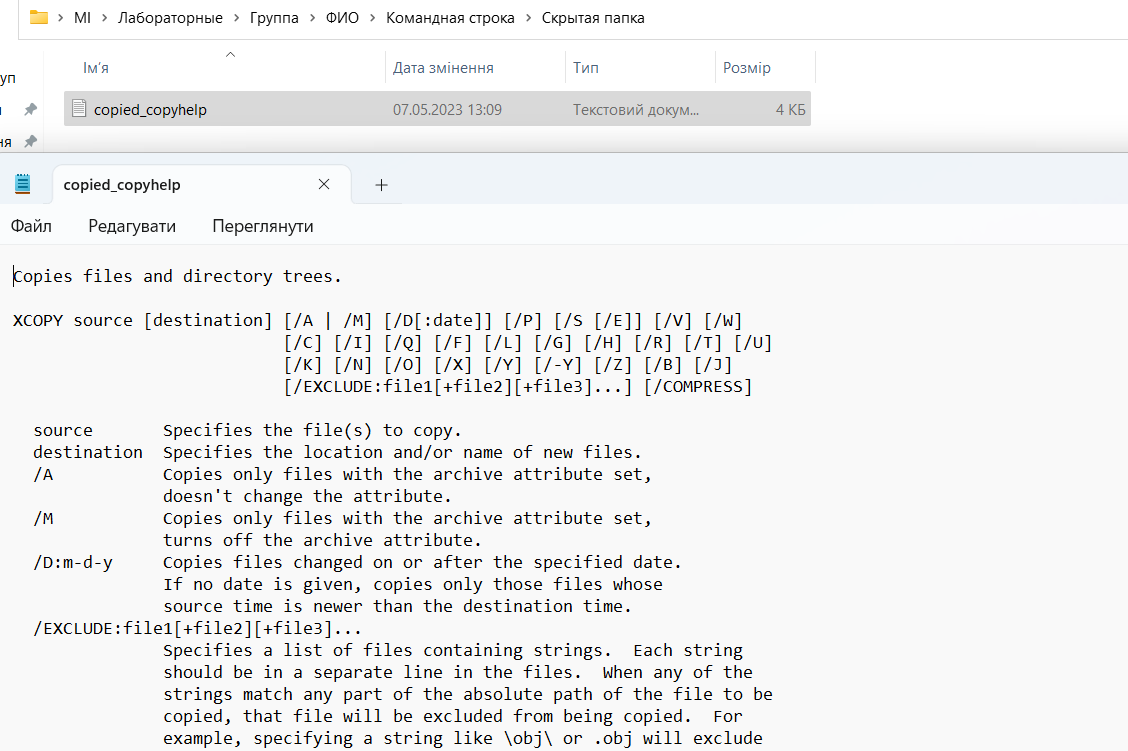 МІ > Лабораторные > Группа > ФИО > Командная строка > Скрытая папка
Ім'я Дата змінення Тип Розмір
уп
copied_copyhelp 07.05.2023 13:09 Текстовий докум... 4 КБ
ня
copied_copyhelp
Файл Редагувати Переглянути
Copies files and directory trees.
XCOPY source [destination] [/A | /M] [/D[:date]] [/P] [/S [/E]] [/V] [/W]
[/C] [/I] [/Q] [/F] [/L] [/G] [/H] [/R] [/T] [/U]
[/K] [/N] [/O] [/X] [/Y] [/-Y] [/Z] [/B] [/J]
[/EXCLUDE:file1[+file2][+file3]...] [/COMPRESS]
source Specifies the file(s) to copy.
destination Specifies the location and/or name of new files.
/A Copies only files with the archive attribute set,
doesn't change the attribute.
/M Copies only files with the archive attribute set,
turns off the archive attribute.
/D:m-d-y Copies files changed on or after the specified date.
If no date is given, copies only those files whose
source time is newer than the destination time.
/EXCLUDE:file1[+file2][+file3]...
Specifies a list of files containing strings. Each string
should be in a separate line in the files. When any of the
strings match any part of the absolute path of the file to be
copied, that file will be excluded from being copied. For
example, specifying a string like \obj\ or .obj will exclude